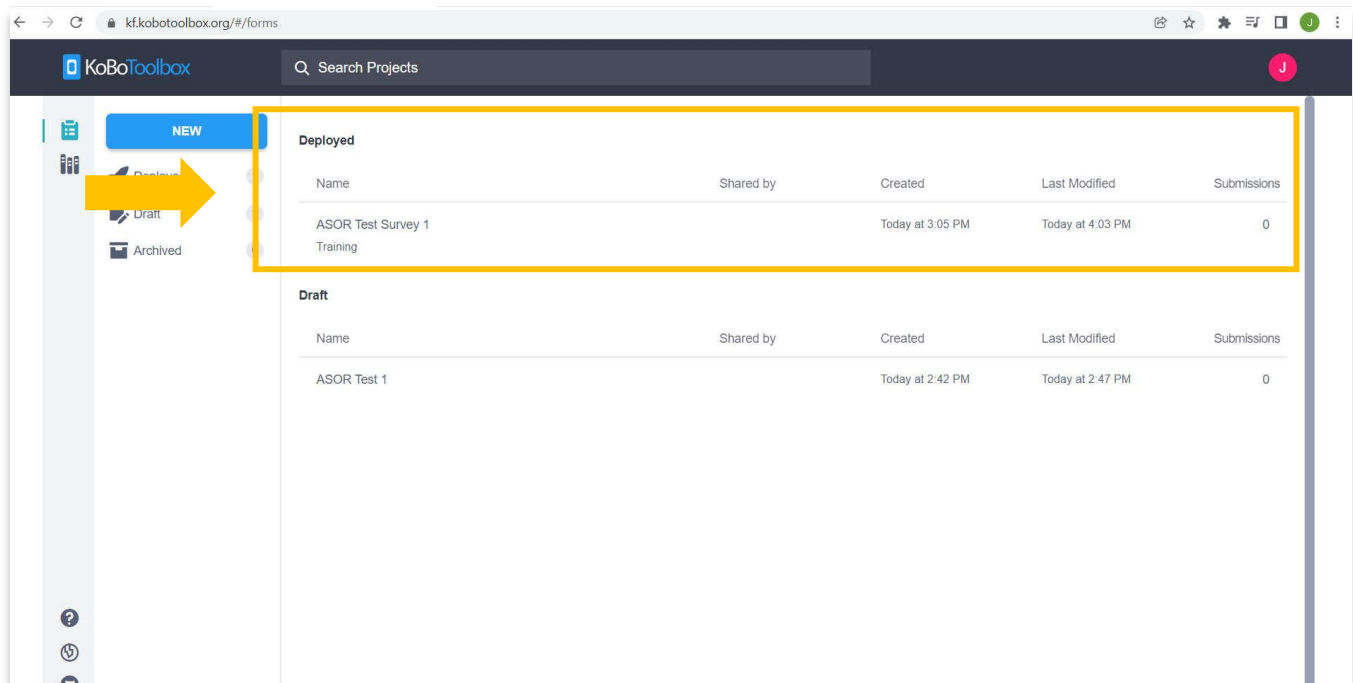 kf.kobotoolbox.org/#/forms
J
KoBoToolbox
Search Projects
J
NEW
Draft
Archived
Deployed
Name Shared by Created Last Modified Submissions
ASOR Test Survey 1 Today at 3:05 PM Today at 4:03 PM 0
Training
Draft
Name Shared by Created Last Modified Submissions
ASOR Test 1 Today at 2:42 PM Today at 2:47 PM 0